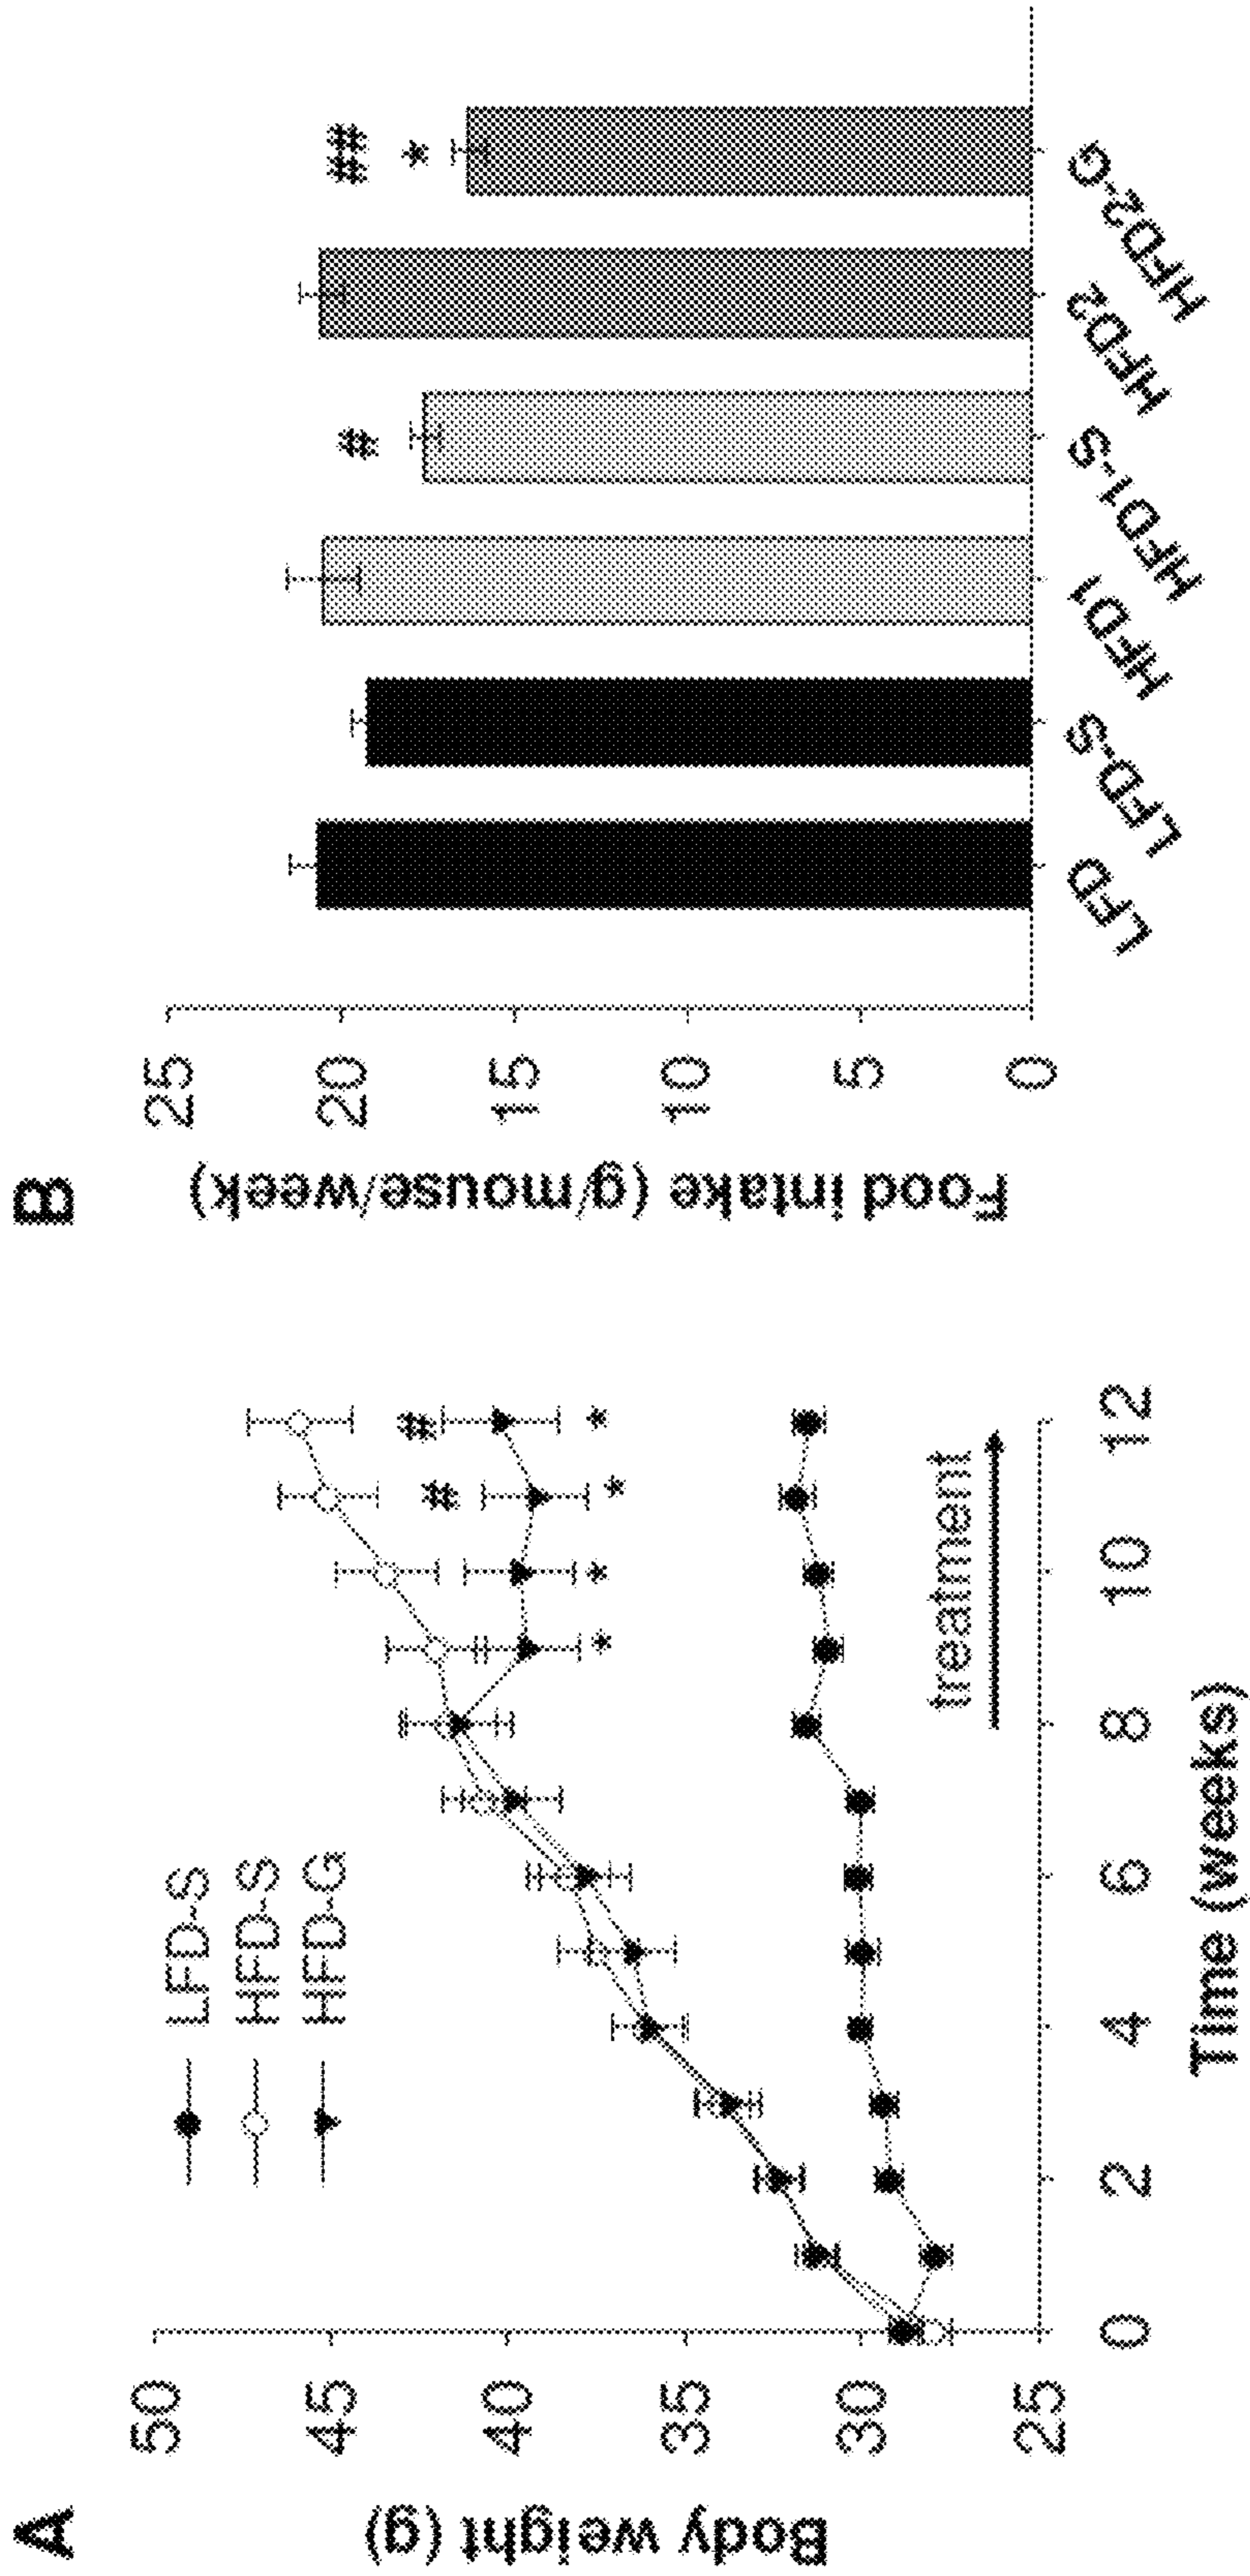 A
Body weight (g)
50
45
40
35
30
25
LFD-S
HFD-S
HFD-G
# #
* * * *
treatment
0 2 4 6 8 10 12
Time (weeks)
B
Food intake (g/mouse/week)
25
20
15
10
5
0
# ##
*
LFD LFD-S HFD1 HFD1-S HFD2 HFD2-G